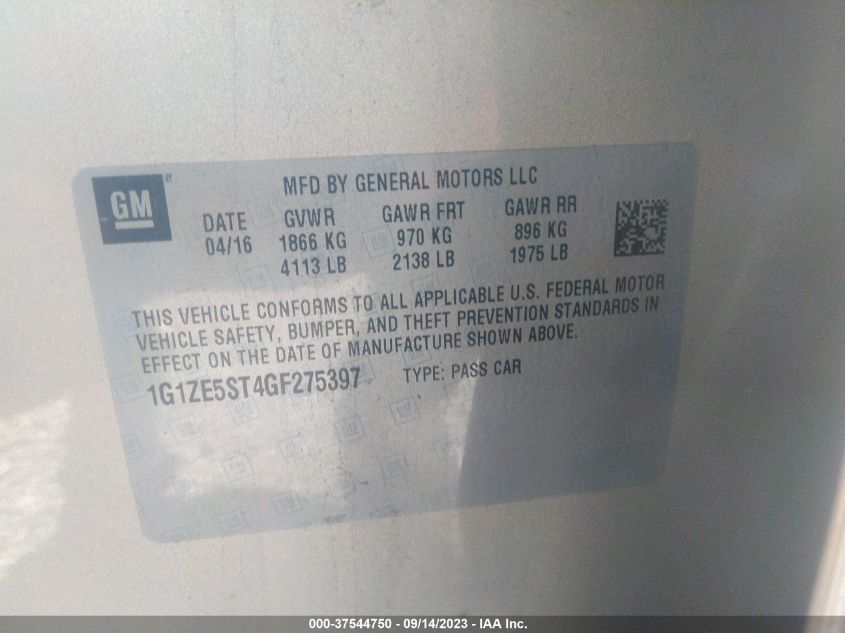 GM
MFD BY GENERAL MOTORS LLC
DATE GVWR GAWR FRT GAWR RR
04/16 1866 KG 970 KG 896 KG
4113 LB 2138 LB 1975 LB
THIS VEHICLE CONFORMS TO ALL APPLICABLE U.S. FEDERAL MOTOR
VEHICLE SAFETY, BUMPER, AND THEFT PREVENTION STANDARDS IN
EFFECT ON THE DATE OF MANUFACTURE SHOWN ABOVE.
1G1ZE5ST4GF275397 TYPE: PASS CAR
000-37544750 - 09/14/2023 - IAA Inc.